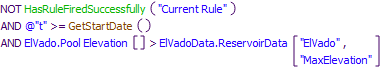 NOT HasRuleFiredSuccessfully ( "Current Rule" )
AND @"t" >= GetStartDate ( )
AND ElVado.Pool Elevation [ ] > ElVadoData.ReservoirData [ "ElVado" ,
"MaxElevation" ]